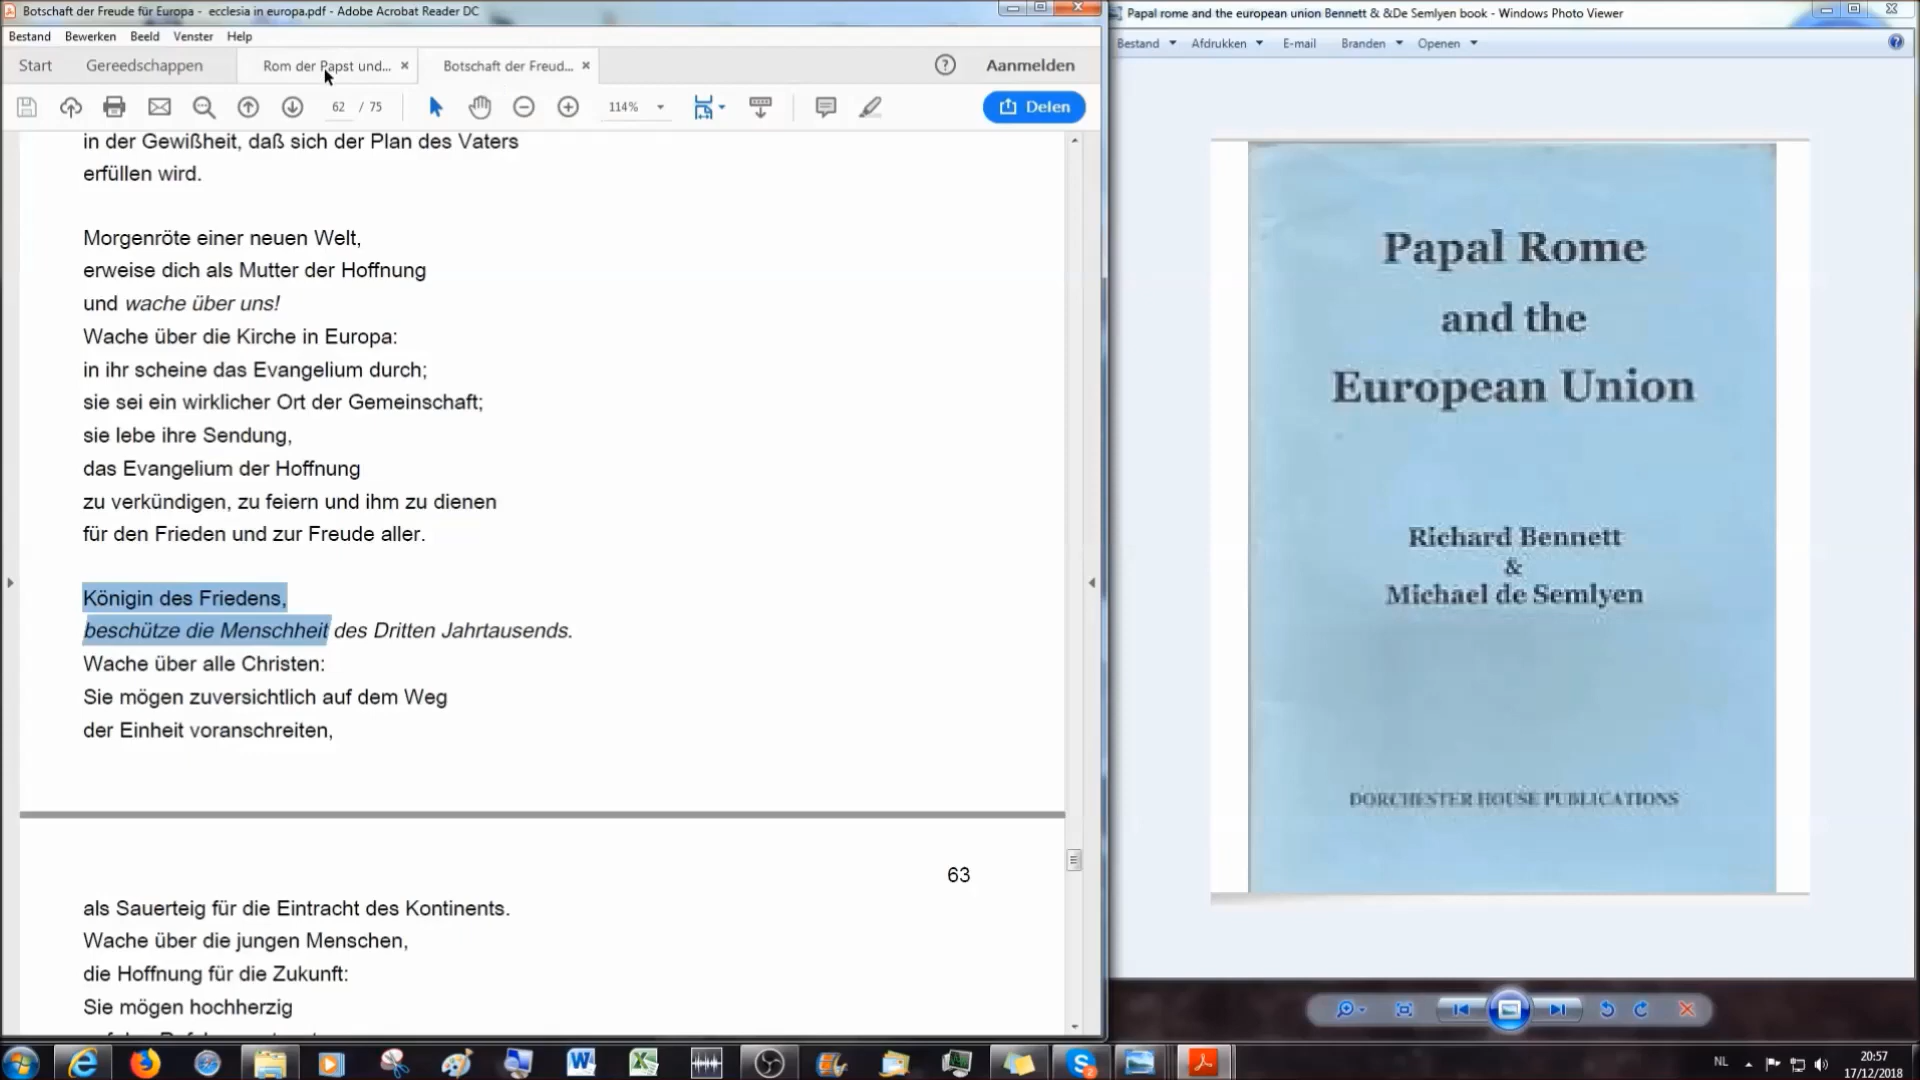 Botschaft der Freude für Europa - ecclesia in europa.pdf - Adobe Acrobat Reader DC
Bestand Bewerken Beeld Venster Help
Start Gereedschappen Rom der Papst und... × Botschaft der Freud... × Aanmelden
62 / 75 114% Delen
in der Gewißheit, daß sich der Plan des Vaters
erfüllen wird.
Morgenröte einer neuen Welt,
erweise dich als Mutter der Hoffnung
und wache über uns!
Wache über die Kirche in Europa:
in ihr scheine das Evangelium durch;
sie sei ein wirklicher Ort der Gemeinschaft;
sie lebe ihre Sendung,
das Evangelium der Hoffnung
zu verkündigen, zu feiern und ihm zu dienen
für den Frieden und zur Freude aller.
Königin des Friedens,
beschütze die Menschheit des Dritten Jahrtausends.
Wache über alle Christen:
Sie mögen zuversichtlich auf dem Weg
der Einheit voranschreiten,
63
als Sauerteig für die Eintracht des Kontinents.
Wache über die jungen Menschen,
die Hoffnung für die Zukunft:
Sie mögen hochherzig
Papal rome and the european union Bennett & &De Semlyen book - Windows Photo Viewer
Bestand Afdrukken E-mail Branden Openen
Papal Rome
and the
European Union
Richard Bennett
&
Michael de Semlyen
DORCHESTER HOUSE PUBLICATIONS
NL
20:57
17/12/2018